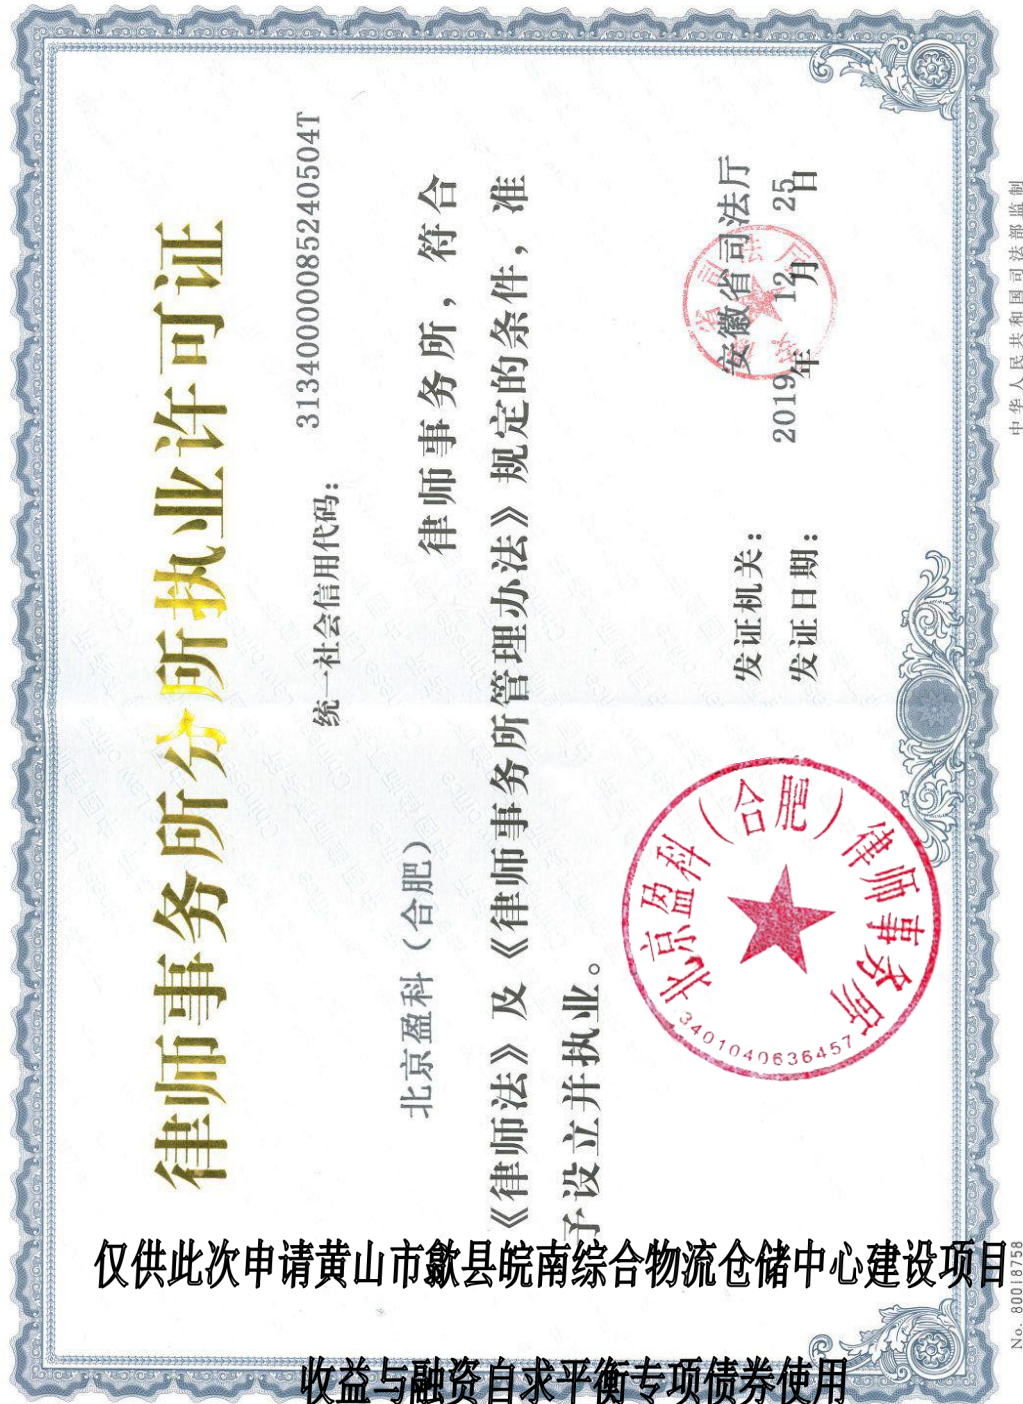 律师事务所分所执业许可证
统一社会信用代码：
31340000085240504T
北京盈科（合肥）
律师事务所，符合
《律师法》及《律师事务所管理办法》规定的条件，准
予设立并执业。
发证机关：
安徽省司法厅
发证日期：
2019年12月25日
北京盈科（合肥）律师事务所
3401040636457
中华人民共和国司法部监制
No. 80018758
仅供此次申请黄山市歙县皖南综合物流仓储中心建设项目
收益与融资自求平衡专项债券使用